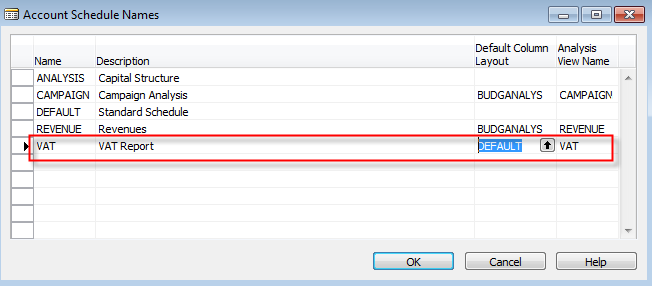 Account Schedule Names
Default Column Analysis
Name Description Layout View Name
ANALYSIS Capital Structure
CAMPAIGN Campaign Analysis BUDGANALYS CAMPAIGN
DEFAULT Standard Schedule
REVENUE Revenues BUDGANALYS REVENUE
VAT VAT Report DEFAULT VAT
OK Cancel Help